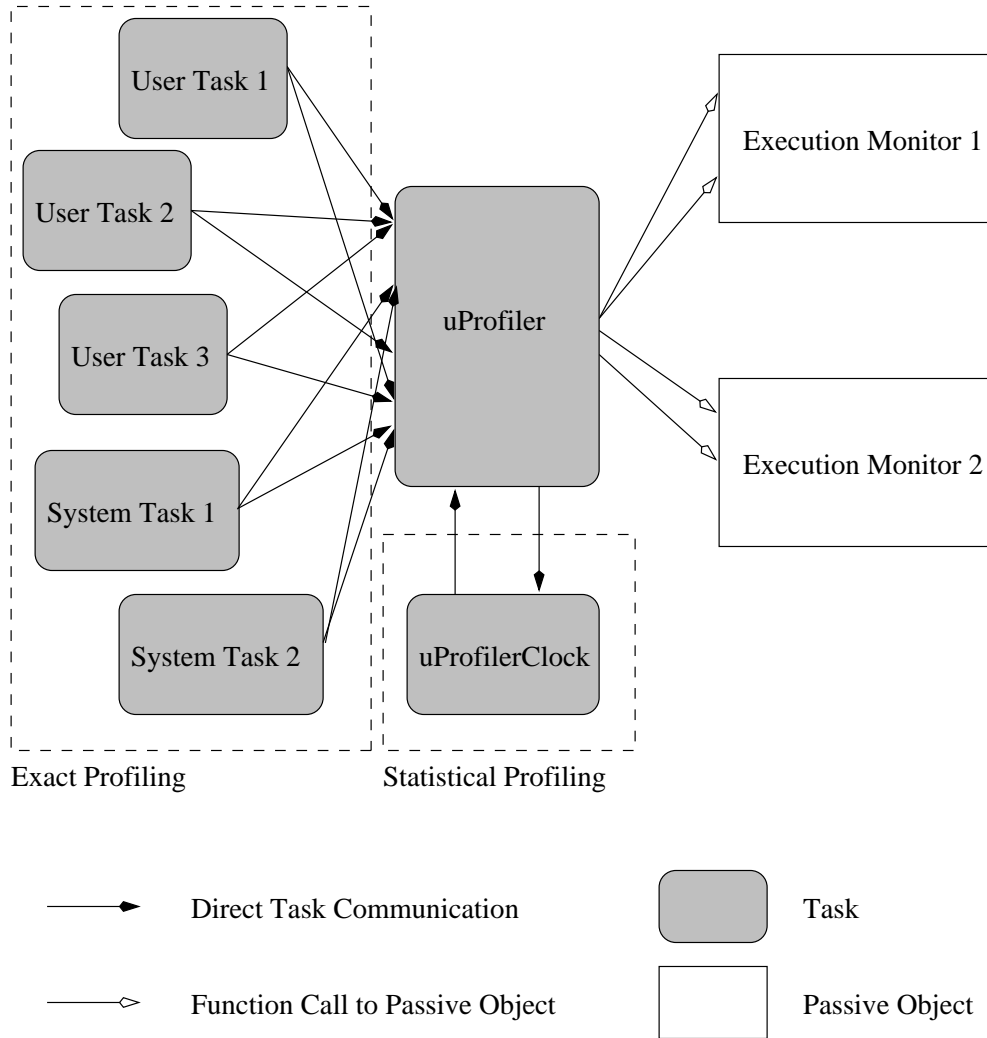 User Task 1
User Task 2
User Task 3
System Task 1
System Task 2
uProfiler
uProfilerClock
Execution Monitor 1
Execution Monitor 2
Exact Profiling
Statistical Profiling
Direct Task Communication
Task
Function Call to Passive Object
Passive Object